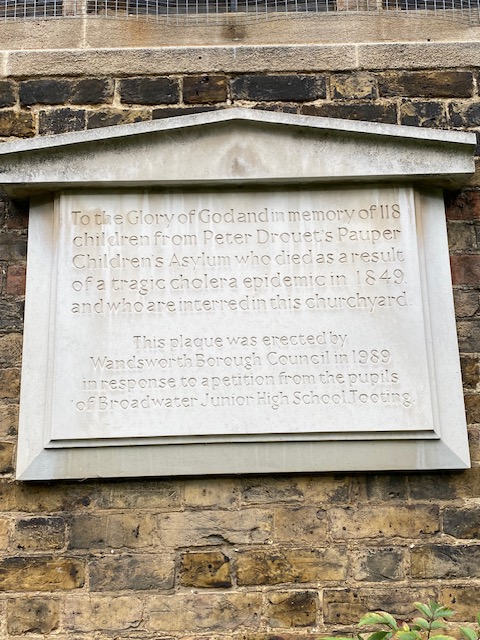 To the Glory of God and in memory of 118
children from Peter Drouet's Pauper
Children's Asylum who died as a result
of a tragic cholera epidemic in 1849,
and who are interred in this churchyard.
This plaque was erected by
Wandsworth Borough Council in 1989
in response to a petition from the pupils
of Broadwater Junior High School, Tooting.